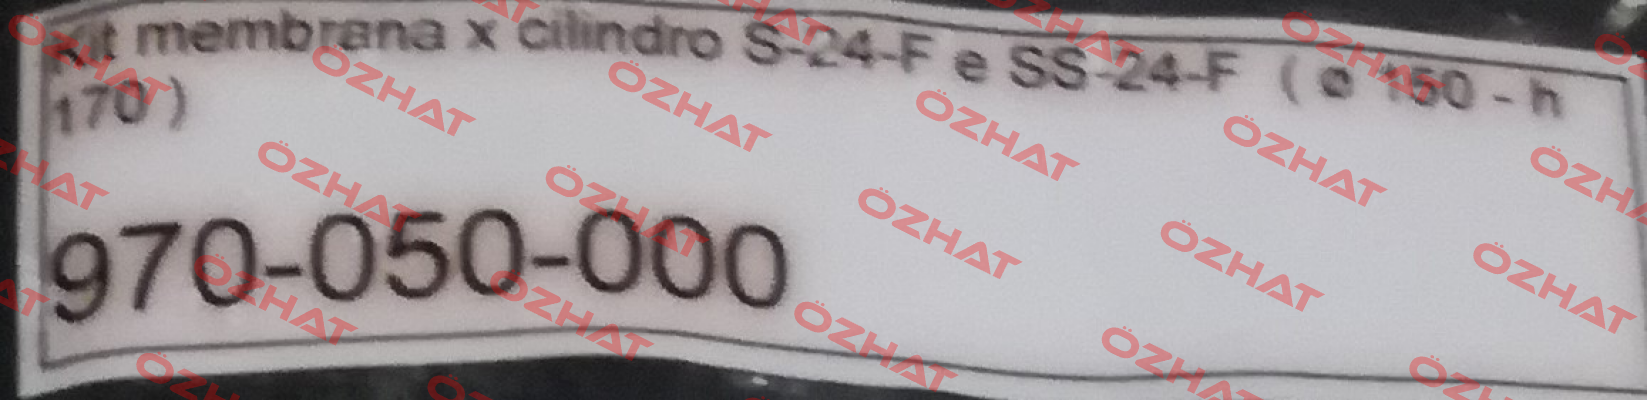 Kit membrana x cilindro S-24-F e SS-24-F ( ø 150 - h
170 )
970-050-000